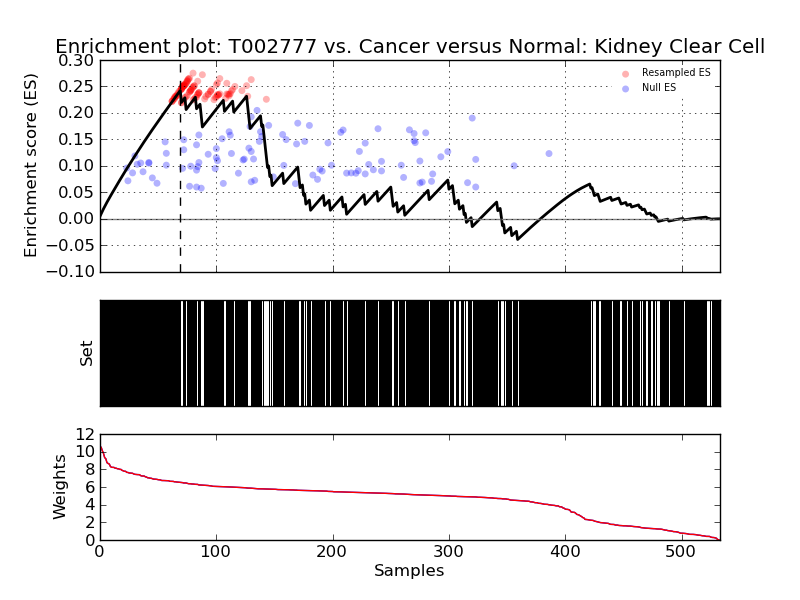 Enrichment plot: T002777 vs. Cancer versus Normal: Kidney Clear Cell
0.30
0.25
0.20
0.15
0.10
0.05
0.00
−0.05
−0.10
Enrichment score (ES)
Resampled ES
Null ES
Set
12
10
8
6
4
2
0
Weights
0 100 200 300 400 500
Samples